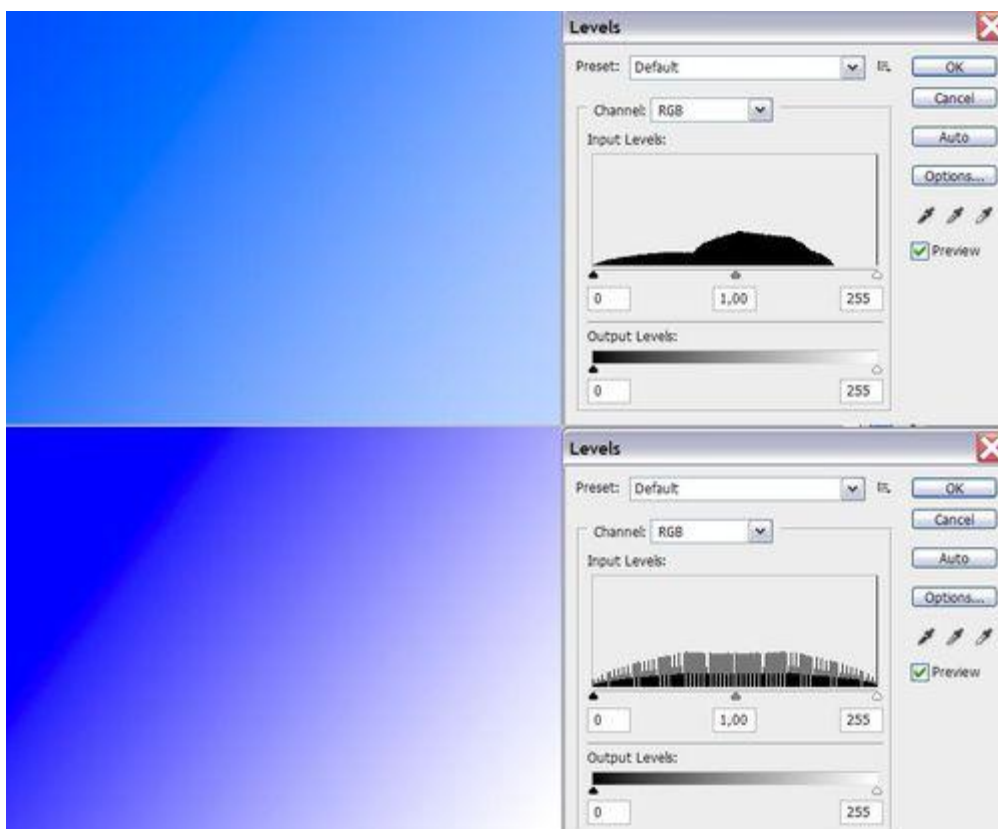 Levels
Preset: Default
OK
Cancel
Channel: RGB
Auto
Input Levels:
Options...
Preview
0 1,00 255
Output Levels:
0 255
Levels
Preset: Default
OK
Cancel
Channel: RGB
Auto
Input Levels:
Options...
Preview
0 1,00 255
Output Levels:
0 255